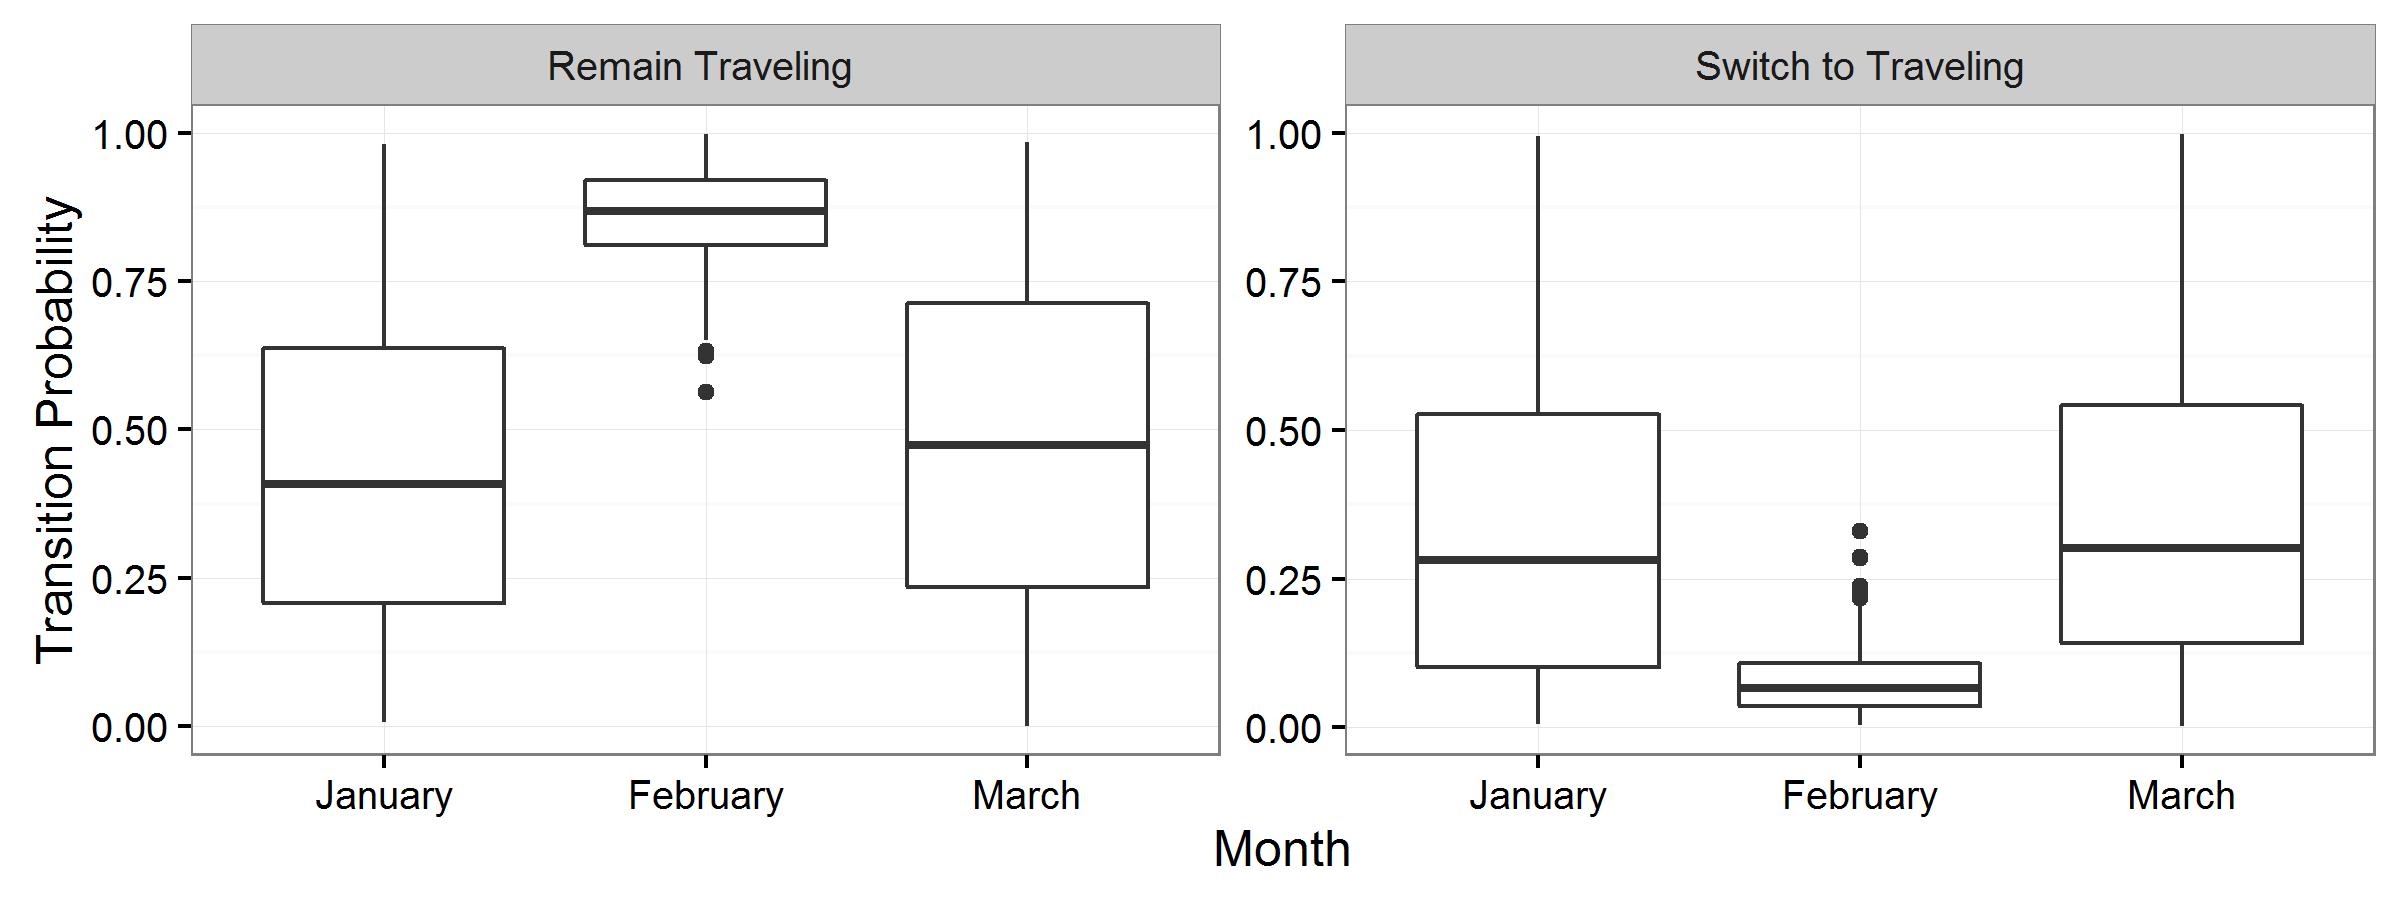 Remain Traveling
Switch to Traveling
Transition Probability
1.00
0.75
0.50
0.25
0.00
1.00
0.75
0.50
0.25
0.00
January February March
January February March
Month